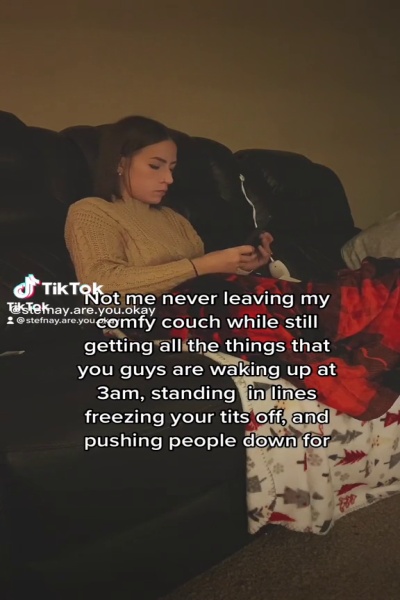 TikTok
@stefnay.are.you.okay
TikTok
@stefnay.are.you.okay
Not me never leaving my
comfy couch while still
getting all the things that
you guys are waking up at
3am, standing in lines
freezing your tits off, and
pushing people down for